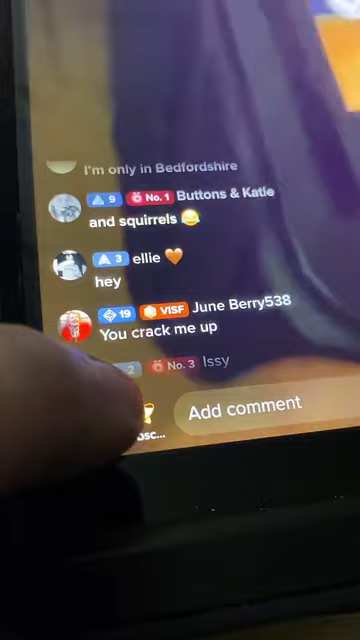 I'm only in Bedfordshire
9 No. 1 Buttons & Katie
and squirrels 😂
3 ellie 🧡
hey
19 VISF June Berry538
You crack me up
2 No. 3 Issy
Add comment